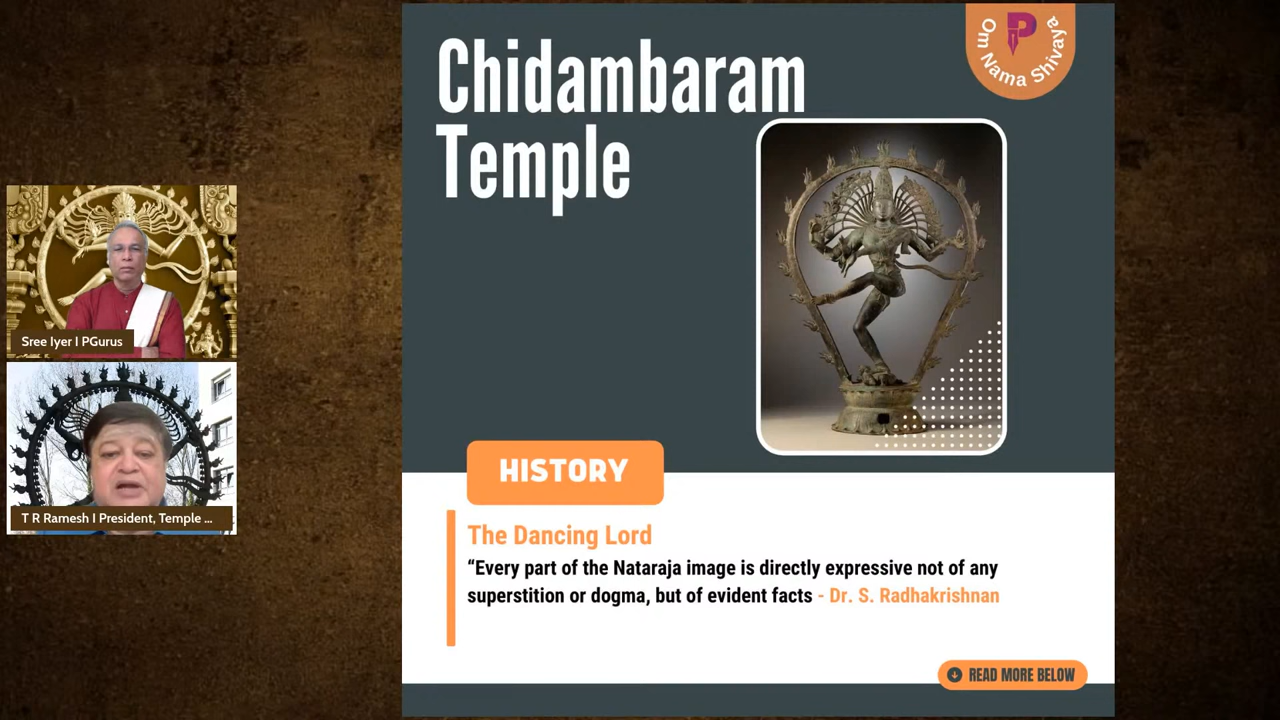 Chidambaram
Temple
P
Om Nama Shivaya
HISTORY
The Dancing Lord
“Every part of the Nataraja image is directly expressive not of any
superstition or dogma, but of evident facts - Dr. S. Radhakrishnan
READ MORE BELOW
Sree Iyer I PGurus
T R Ramesh I President, Temple ...